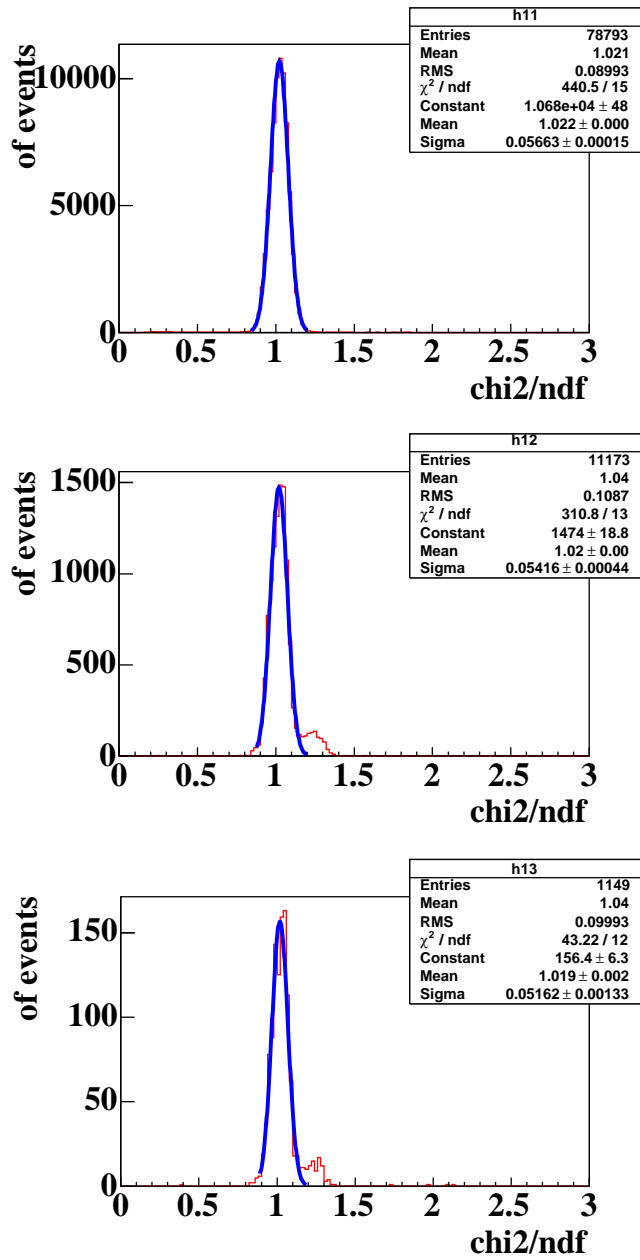 h11
Entries 78793
Mean 1.021
RMS 0.08993
χ² / ndf 440.5 / 15
Constant 1.068e+04 ± 48
Mean 1.022 ± 0.000
Sigma 0.05663 ± 0.00015
of events
10000
5000
0
0 0.5 1 1.5 2 2.5 3
chi2/ndf
h12
Entries 11173
Mean 1.04
RMS 0.1087
χ² / ndf 310.8 / 13
Constant 1474 ± 18.8
Mean 1.02 ± 0.00
Sigma 0.05416 ± 0.00044
of events
1500
1000
500
0
0 0.5 1 1.5 2 2.5 3
chi2/ndf
h13
Entries 1149
Mean 1.04
RMS 0.09993
χ² / ndf 43.22 / 12
Constant 156.4 ± 6.3
Mean 1.019 ± 0.002
Sigma 0.05162 ± 0.00133
of events
150
100
50
0
0 0.5 1 1.5 2 2.5 3
chi2/ndf